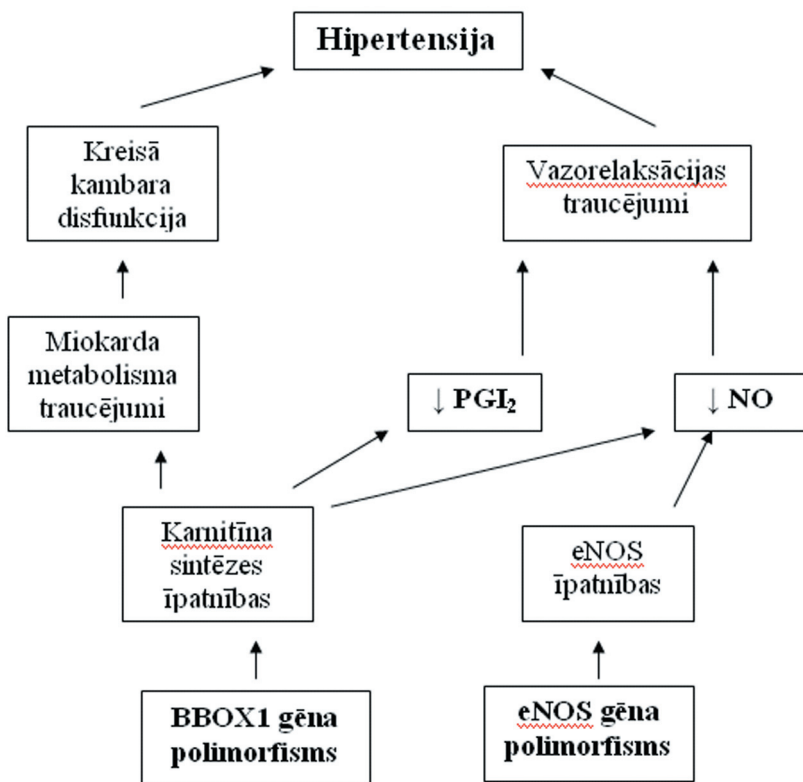 Hipertensija
Kreisā
kambara
disfunkcija
Vazorelaksācijas
traucējumi
Miokarda
metabolisma
traucējumi
↓ PGI₂
↓ NO
Karnitīna
sintēzes
īpatnības
eNOS
īpatnības
BBOX1 gēna
polimorfisms
eNOS gēna
polimorfisms